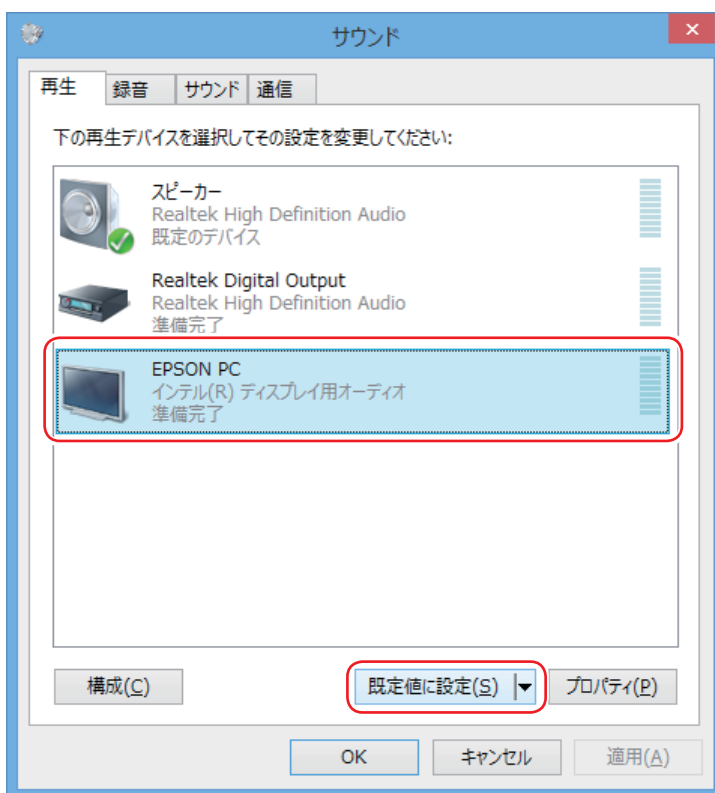 サウンド
再生 録音 サウンド 通信
下の再生デバイスを選択してその設定を変更してください:
スピーカー
Realtek High Definition Audio
既定のデバイス
Realtek Digital Output
Realtek High Definition Audio
準備完了
EPSON PC
インテル(R) ディスプレイ用オーディオ
準備完了
構成(C) 既定値に設定(S) プロパティ(P)
OK キャンセル 適用(A)